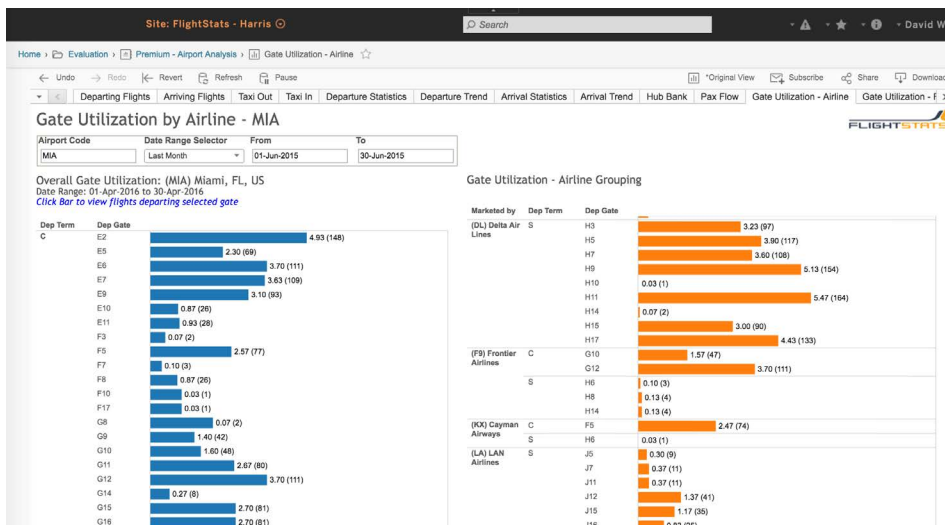 Site: FlightStats - Harris
Search
David W
Home › Evaluation › Premium - Airport Analysis › Gate Utilization - Airline
Undo Redo Revert Refresh Pause *Original View Subscribe Share Download
Departing Flights Arriving Flights Taxi Out Taxi In Departure Statistics Departure Trend Arrival Statistics Arrival Trend Hub Bank Pax Flow Gate Utilization - Airline Gate Utilization - F
Gate Utilization by Airline - MIA
FLIGHTSTATS
Airport Code Date Range Selector From To
MIA Last Month 01-Jun-2015 30-Jun-2015
Overall Gate Utilization: (MIA) Miami, FL, US
Date Range: 01-Apr-2016 to 30-Apr-2016
Click Bar to view flights departing selected gate
Dep Term Dep Gate
C E2 4.93 (148)
E5 2.30 (69)
E6 3.70 (111)
E7 3.63 (109)
E9 3.10 (93)
E10 0.87 (26)
E11 0.93 (28)
F3 0.07 (2)
F5 2.57 (77)
F7 0.10 (3)
F8 0.87 (26)
F10 0.03 (1)
F17 0.03 (1)
G8 0.07 (2)
G9 1.40 (42)
G10 1.60 (48)
G11 2.67 (80)
G12 3.70 (111)
G14 0.27 (8)
G15 2.70 (81)
G16 2.70 (81)
Gate Utilization - Airline Grouping
Marketed by Dep Term Dep Gate
(DL) Delta Air Lines S H3 3.23 (97)
H5 3.90 (117)
H7 3.60 (108)
H9 5.13 (154)
H10 0.03 (1)
H11 5.47 (164)
H14 0.07 (2)
H15 3.00 (90)
H17 4.43 (133)
(F9) Frontier Airlines C G10 1.57 (47)
G12 3.70 (111)
S H6 0.10 (3)
H8 0.13 (4)
H14 0.13 (4)
(KX) Cayman Airways C F5 2.47 (74)
S H6 0.03 (1)
(LA) LAN Airlines S J5 0.30 (9)
J7 0.37 (11)
J11 0.37 (11)
J12 1.37 (41)
J15 1.17 (35)